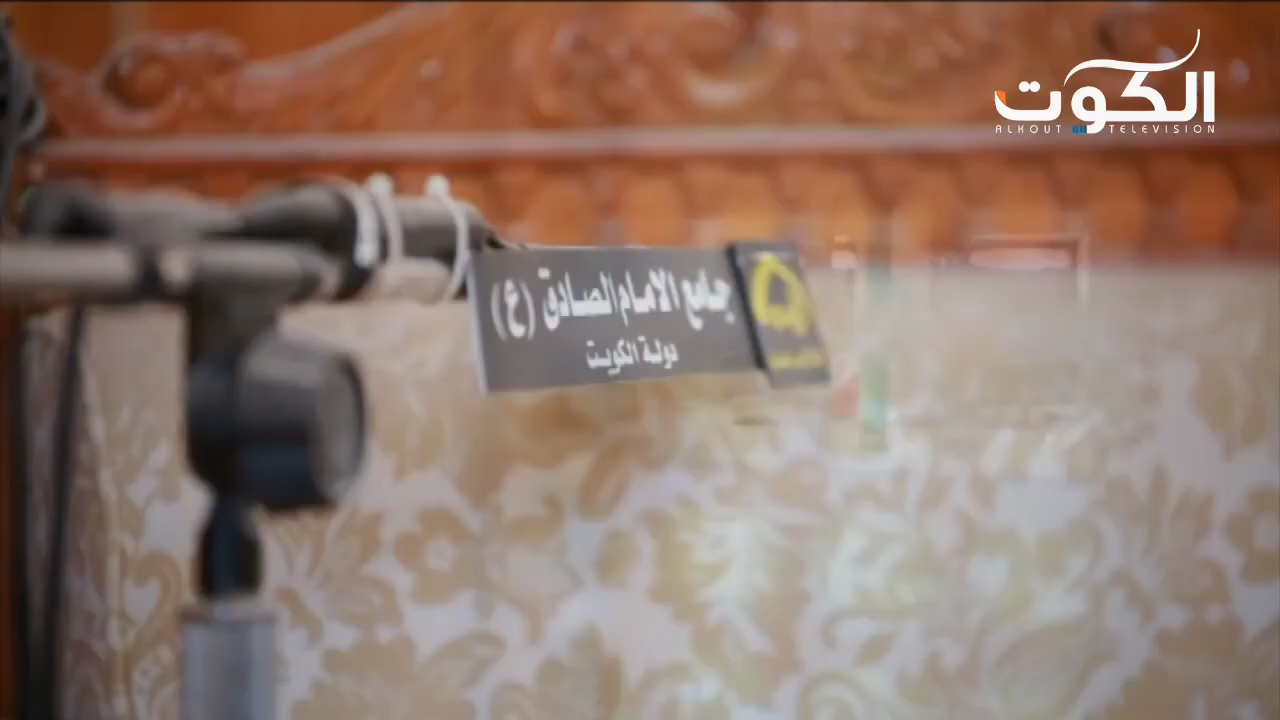 الكوت
ALKOUT TELEVISION
جامع الامام الصادق (ع)
دولة الكويت